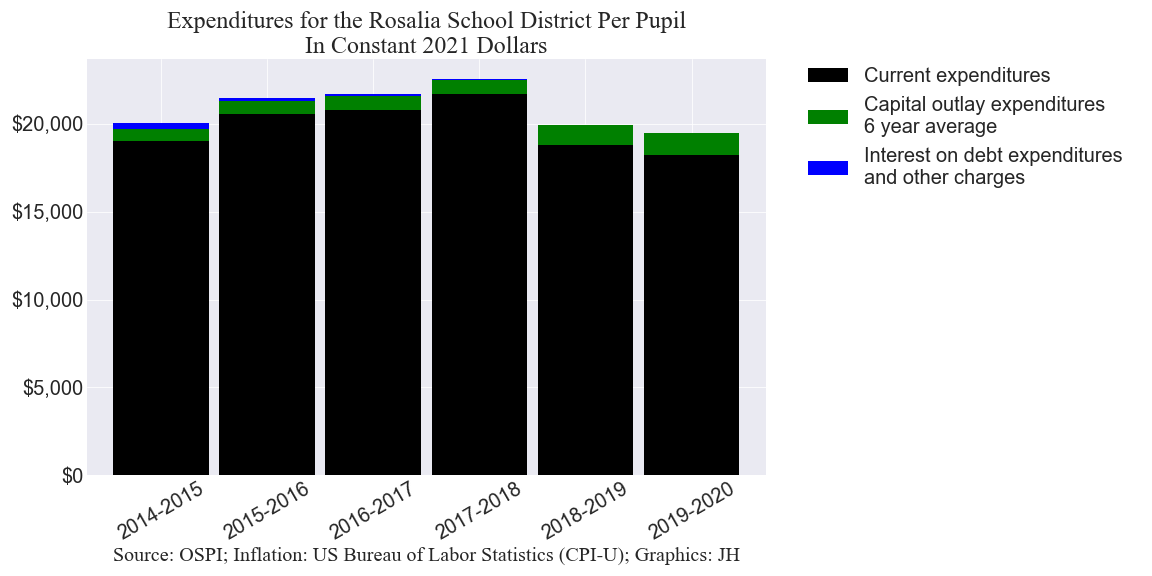 Expenditures for the Rosalia School District Per Pupil
In Constant 2021 Dollars
Current expenditures
Capital outlay expenditures
6 year average
Interest on debt expenditures
and other charges
$20,000
$15,000
$10,000
$5,000
$0
2014-2015
2015-2016
2016-2017
2017-2018
2018-2019
2019-2020
Source: OSPI; Inflation: US Bureau of Labor Statistics (CPI-U); Graphics: JH